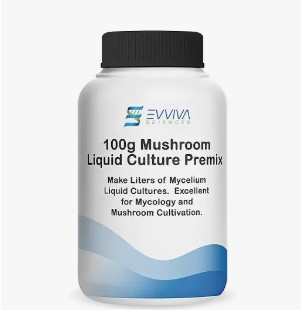 EVVIVA
SCIENCES
100g Mushroom
Liquid Culture Premix
Make Liters of Mycelium
Liquid Cultures. Excellent
for Mycology and
Mushroom Cultivation.